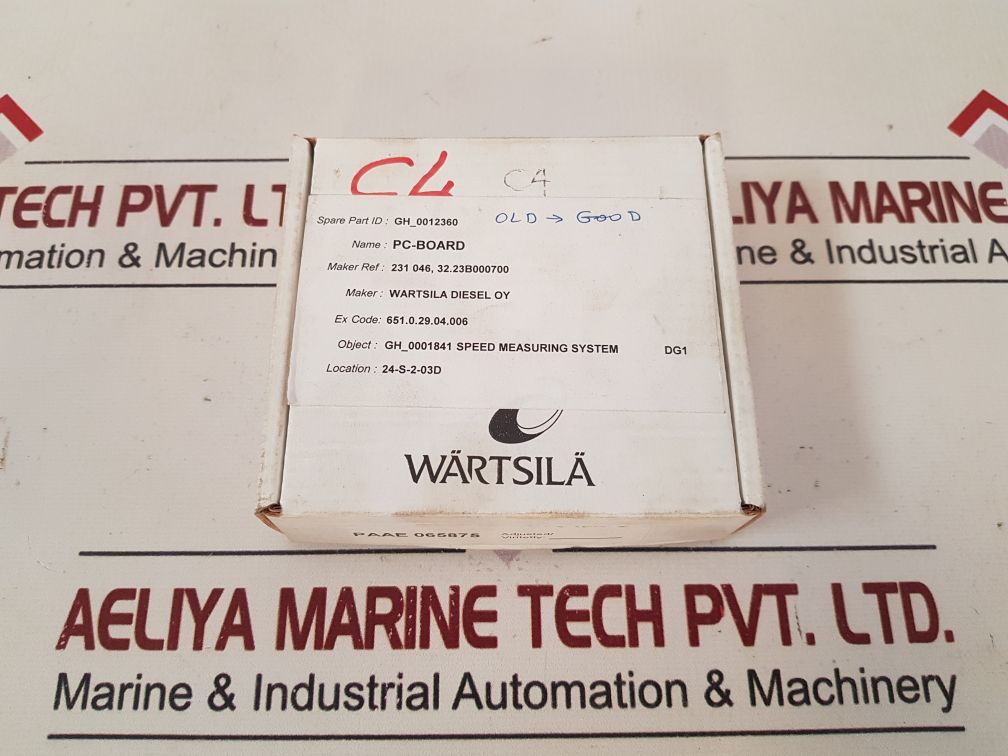 TECH PVT. LT
mation & Machin
LIYA MARINE
ne & Industrial A
C4 C4
Spare Part ID : GH_0012360 OLD → GOOD
Name : PC-BOARD
Maker Ref : 231 046, 32.23B000700
Maker : WARTSILA DIESEL OY
Ex Code: 651.0.29.04.006
Object : GH_0001841 SPEED MEASURING SYSTEM DG1
Location : 24-S-2-03D
WÄRTSILÄ
PAAE 065875
AELIYA MARINE TECH PVT. LTD.
Marine & Industrial Automation & Machinery